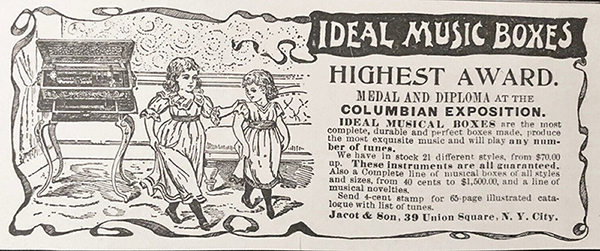 IDEAL MUSIC BOXES
HIGHEST AWARD.
MEDAL AND DIPLOMA AT THE
COLUMBIAN EXPOSITION.
IDEAL MUSICAL BOXES are the most
complete, durable and perfect boxes made, produce
the most exquisite music and will play any num-
ber of tunes.
We have in stock 21 different styles, from $70.00
up. These Instruments are all guaranteed.
Also a Complete line of musical boxes of all styles
and sizes, from 40 cents to $1,500.00, and a line of
musical novelties.
Send 4-cent stamp for 65-page illustrated cata-
logue with list of tunes.
Jacot & Son, 39 Union Square, N. Y. City.